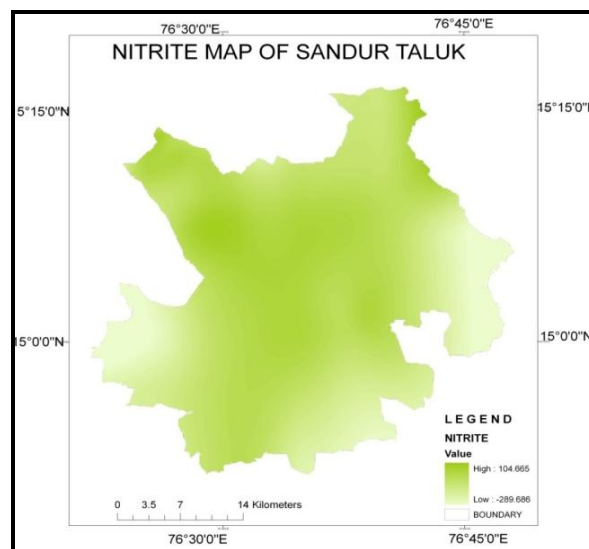 76°30'0"E 76°45'0"E
NITRITE MAP OF SANDUR TALUK
5°15'0"N 15°15'0"N
15°0'0"N 15°0'0"N
LEGEND
NITRITE
Value
High : 104.665
Low : -289.686
BOUNDARY
0 3.5 7 14 Kilometers
76°30'0"E 76°45'0"E